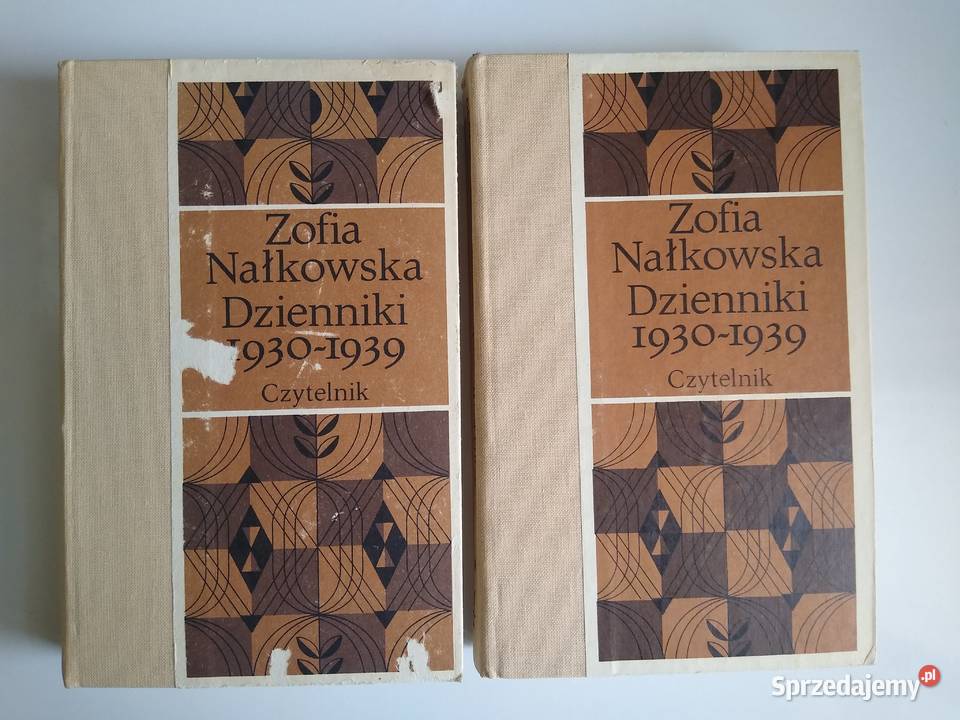 Zofia
Nałkowska
Dzienniki
1930-1939
Czytelnik
Zofia
Nałkowska
Dzienniki
1930-1939
Czytelnik
Sprzedajemy.pl